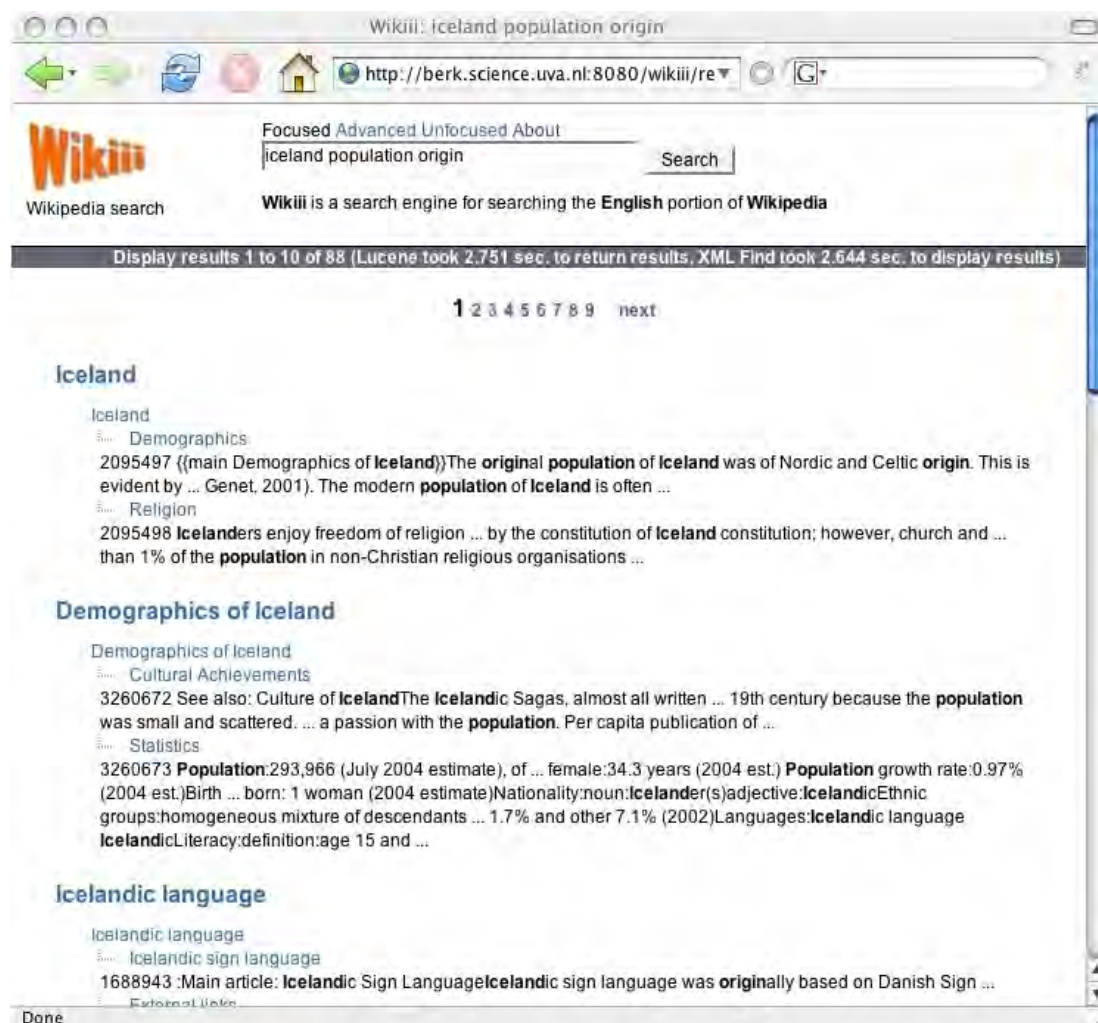 Wikiii: iceland population origin
http://berk.science.uva.nl:8080/wikiii/re
G
Wikiii
Wikipedia search
Focused Advanced Unfocused About
iceland population origin
Search
Wikiii is a search engine for searching the English portion of Wikipedia
Display results 1 to 10 of 88 (Lucene took 2.751 sec. to return results, XML Find took 2.644 sec. to display results)
1 2 3 4 5 6 7 8 9 next
Iceland
Iceland
Demographics
2095497 {{main Demographics of Iceland}}The original population of Iceland was of Nordic and Celtic origin. This is
evident by ... Genet, 2001). The modern population of Iceland is often ...
Religion
2095498 Icelanders enjoy freedom of religion ... by the constitution of Iceland constitution; however, church and ...
than 1% of the population in non-Christian religious organisations ...
Demographics of Iceland
Demographics of Iceland
Cultural Achievements
3260672 See also: Culture of IcelandThe Icelandic Sagas, almost all written ... 19th century because the population
was small and scattered. ... a passion with the population. Per capita publication of ...
Statistics
3260673 Population:293,966 (July 2004 estimate), of ... female:34.3 years (2004 est.) Population growth rate:0.97%
(2004 est.)Birth ... born: 1 woman (2004 estimate)Nationality:noun:Icelander(s)adjective:IcelandicEthnic
groups:homogeneous mixture of descendants ... 1.7% and other 7.1% (2002)Languages:Icelandic language
IcelandicLiteracy:definition:age 15 and ...
Icelandic language
Icelandic language
Icelandic sign language
1688943 :Main article: Icelandic Sign LanguageIcelandic sign language was originally based on Danish Sign ...
External links
Done